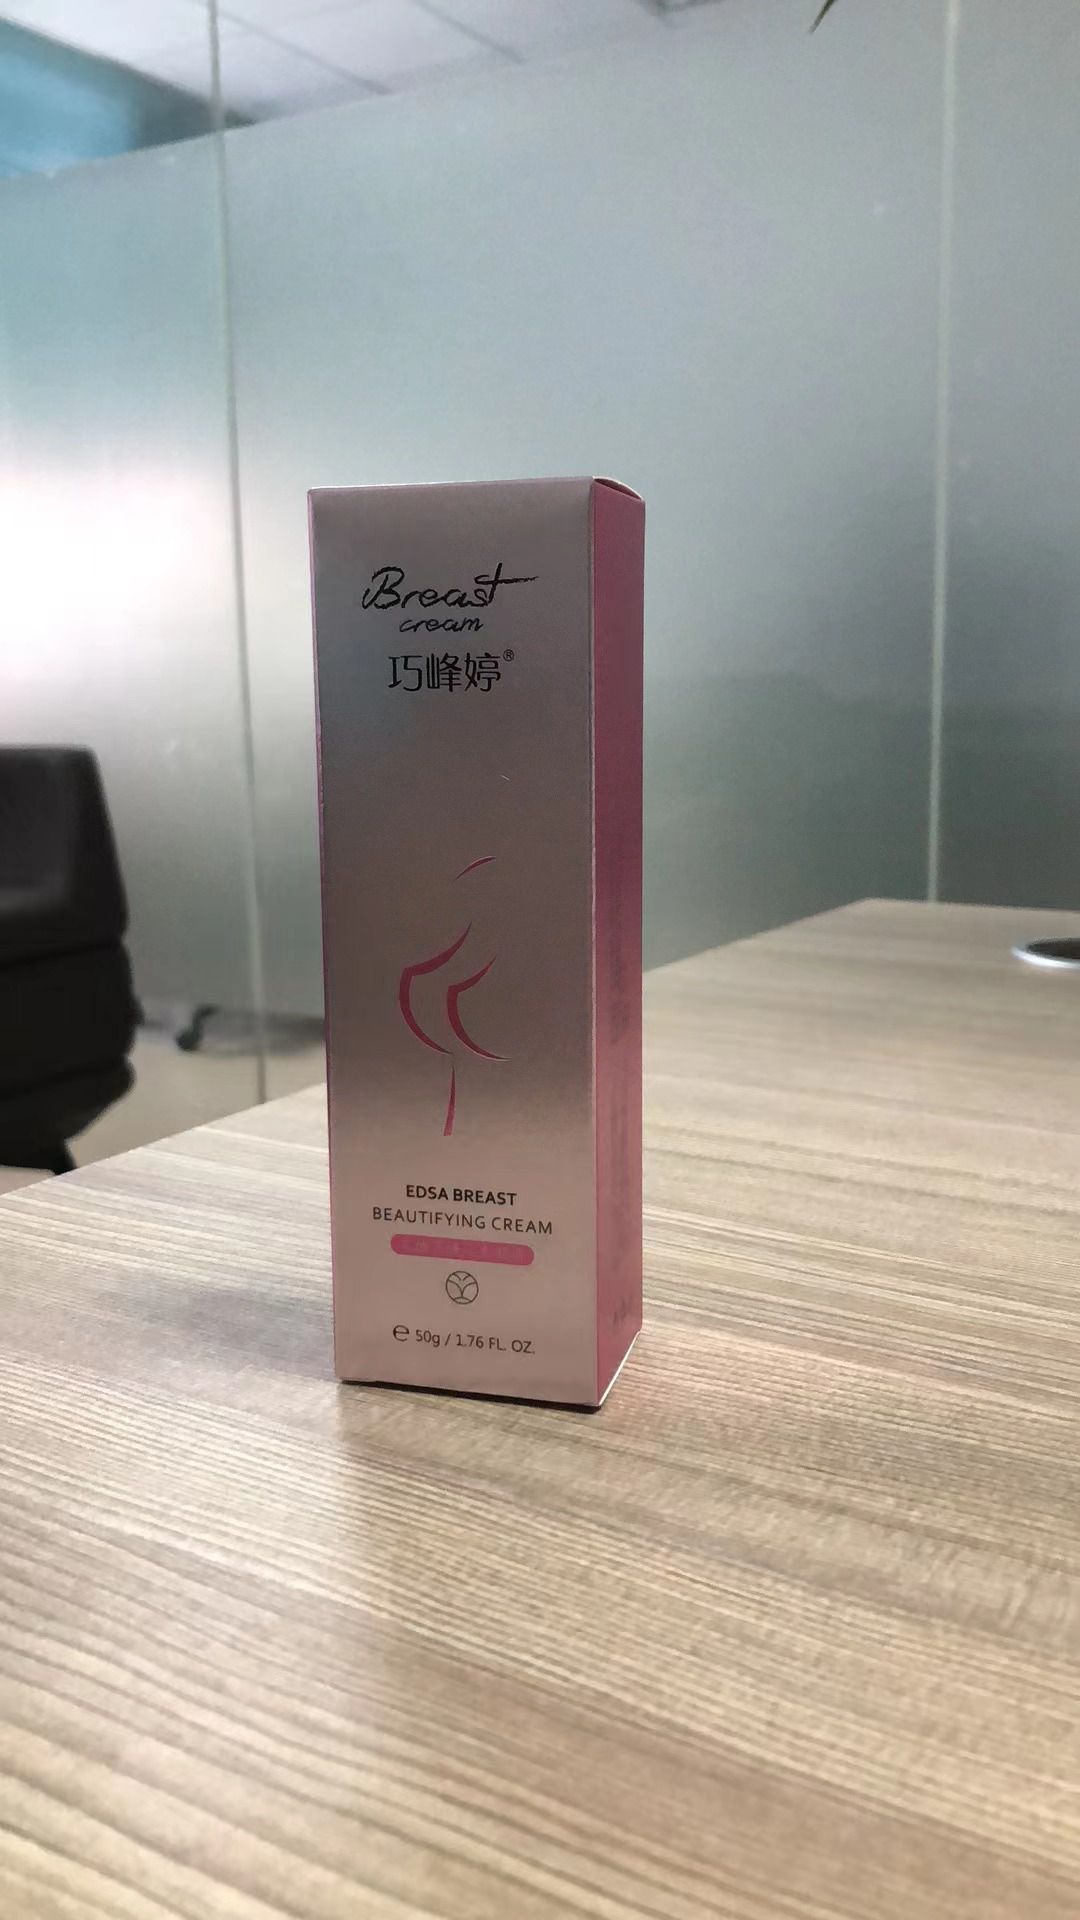 Breast
cream
巧峰婷®
EDSA BREAST
BEAUTIFYING CREAM
℮ 50g / 1.76 FL. OZ.